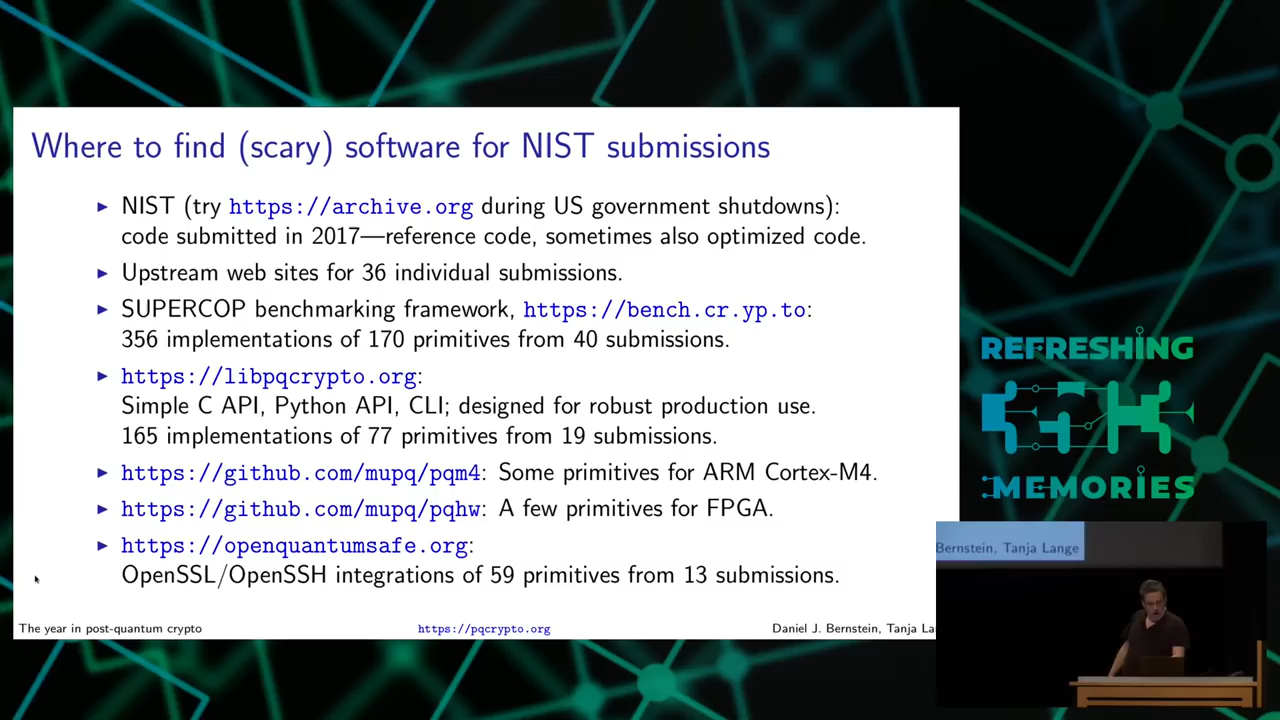 Where to find (scary) software for NIST submissions
▶ NIST (try https://archive.org during US government shutdowns):
code submitted in 2017—reference code, sometimes also optimized code.
▶ Upstream web sites for 36 individual submissions.
▶ SUPERCOP benchmarking framework, https://bench.cr.yp.to:
356 implementations of 170 primitives from 40 submissions.
▶ https://libpqcrypto.org:
Simple C API, Python API, CLI; designed for robust production use.
165 implementations of 77 primitives from 19 submissions.
▶ https://github.com/mupq/pqm4: Some primitives for ARM Cortex-M4.
▶ https://github.com/mupq/pqhw: A few primitives for FPGA.
▶ https://openquantumsafe.org:
OpenSSL/OpenSSH integrations of 59 primitives from 13 submissions.
The year in post-quantum crypto
https://pqcrypto.org
Daniel J. Bernstein, Tanja La
REFRESHING
35C3
MEMORIES
Bernstein, Tanja Lange